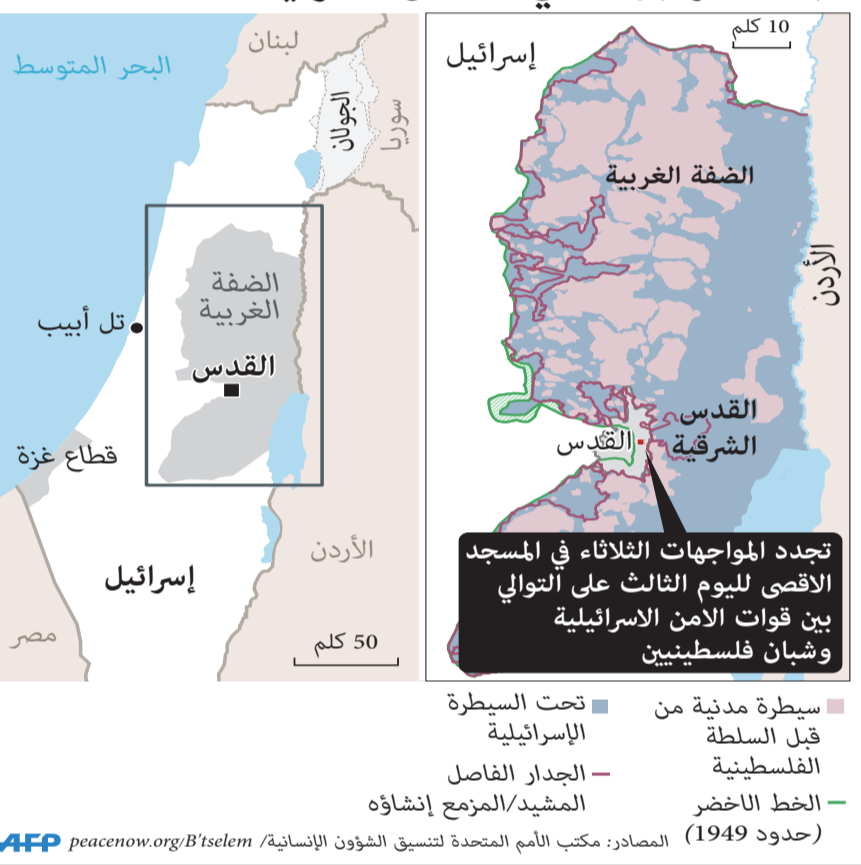 10 كلم
إسرائيل
الضفة الغربية
الأردن
القدس
الشرقية
القدس
تجدد المواجهات الثلاثاء في المسجد
الاقصى لليوم الثالث على التوالي
بين قوات الامن الاسرائيلية
وشبان فلسطينيين
لبنان
البحر المتوسط
الجولان
سوريا
الضفة
الغربية
تل أبيب
القدس
قطاع غزة
الأردن
إسرائيل
مصر
50 كلم
سيطرة مدنية من
قبل السلطة
الفلسطينية
الخط الاخضر
(حدود 1949)
تحت السيطرة
الإسرائيلية
الجدار الفاصل
المشيد/المزمع إنشاؤه
المصادر: مكتب الأمم المتحدة لتنسيق الشؤون الإنسانية/ peacenow.org/B'tselem
AFP